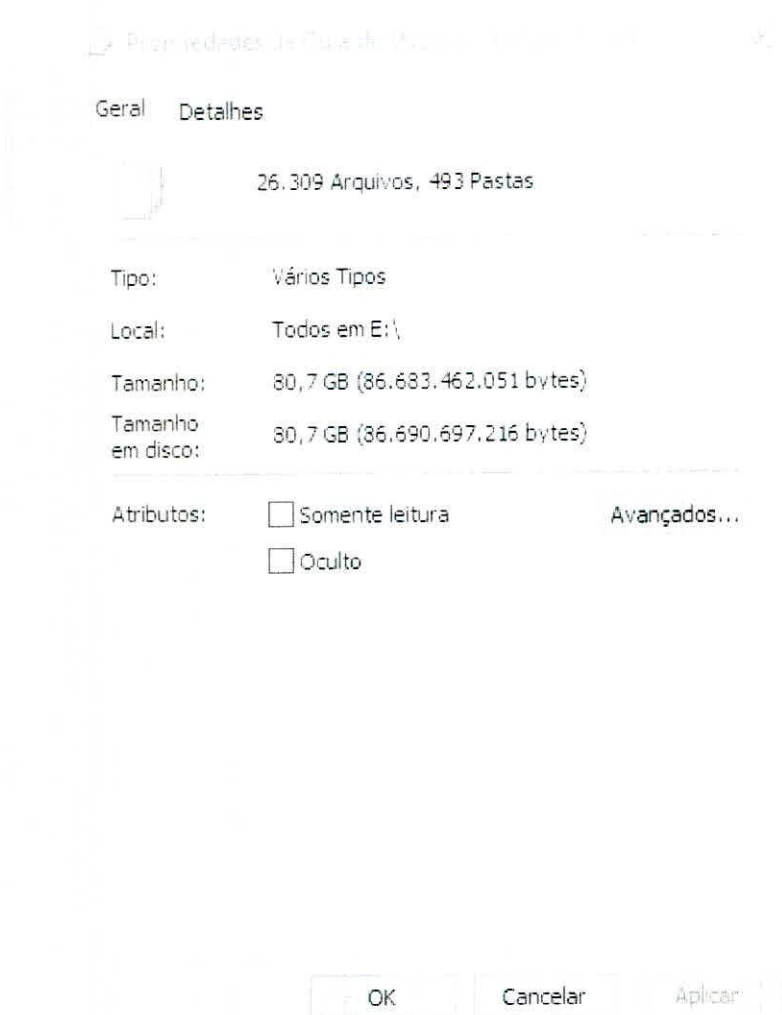 Geral Detalhes
26.309 Arquivos, 493 Pastas
Tipo: Vários Tipos
Local: Todos em E:\
Tamanho: 80,7 GB (86.683.462.051 bytes)
Tamanho
em disco: 80,7 GB (86.690.697.216 bytes)
Atributos: Somente leitura Avançados...
Oculto
OK Cancelar Aplicar